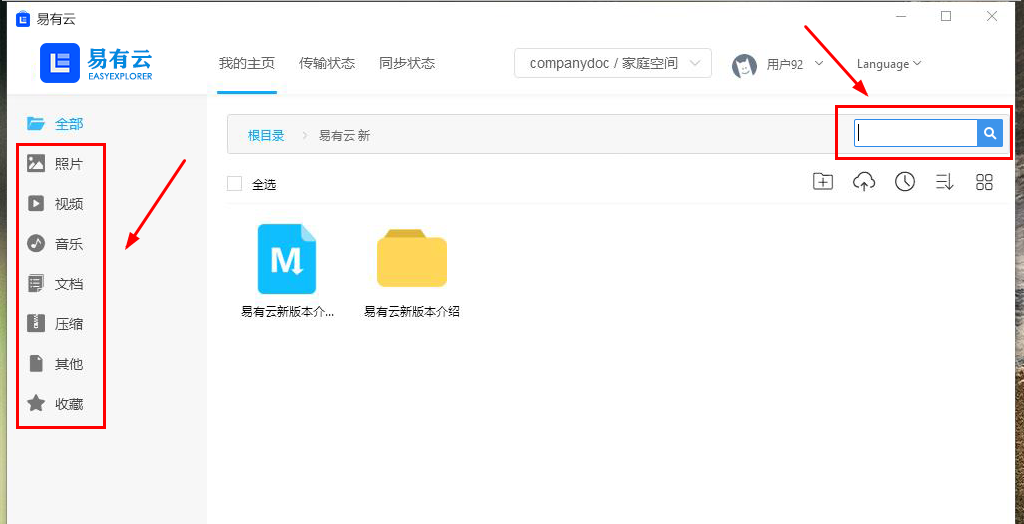 易有云
易有云
EASYEXPLORER
我的主页 传输状态 同步状态 companydoc / 家庭空间 用户92 Language
全部
照片
视频
音乐
文档
压缩
其他
收藏
根目录 易有云 新
全选
M
易有云新版本介... 易有云新版本介绍